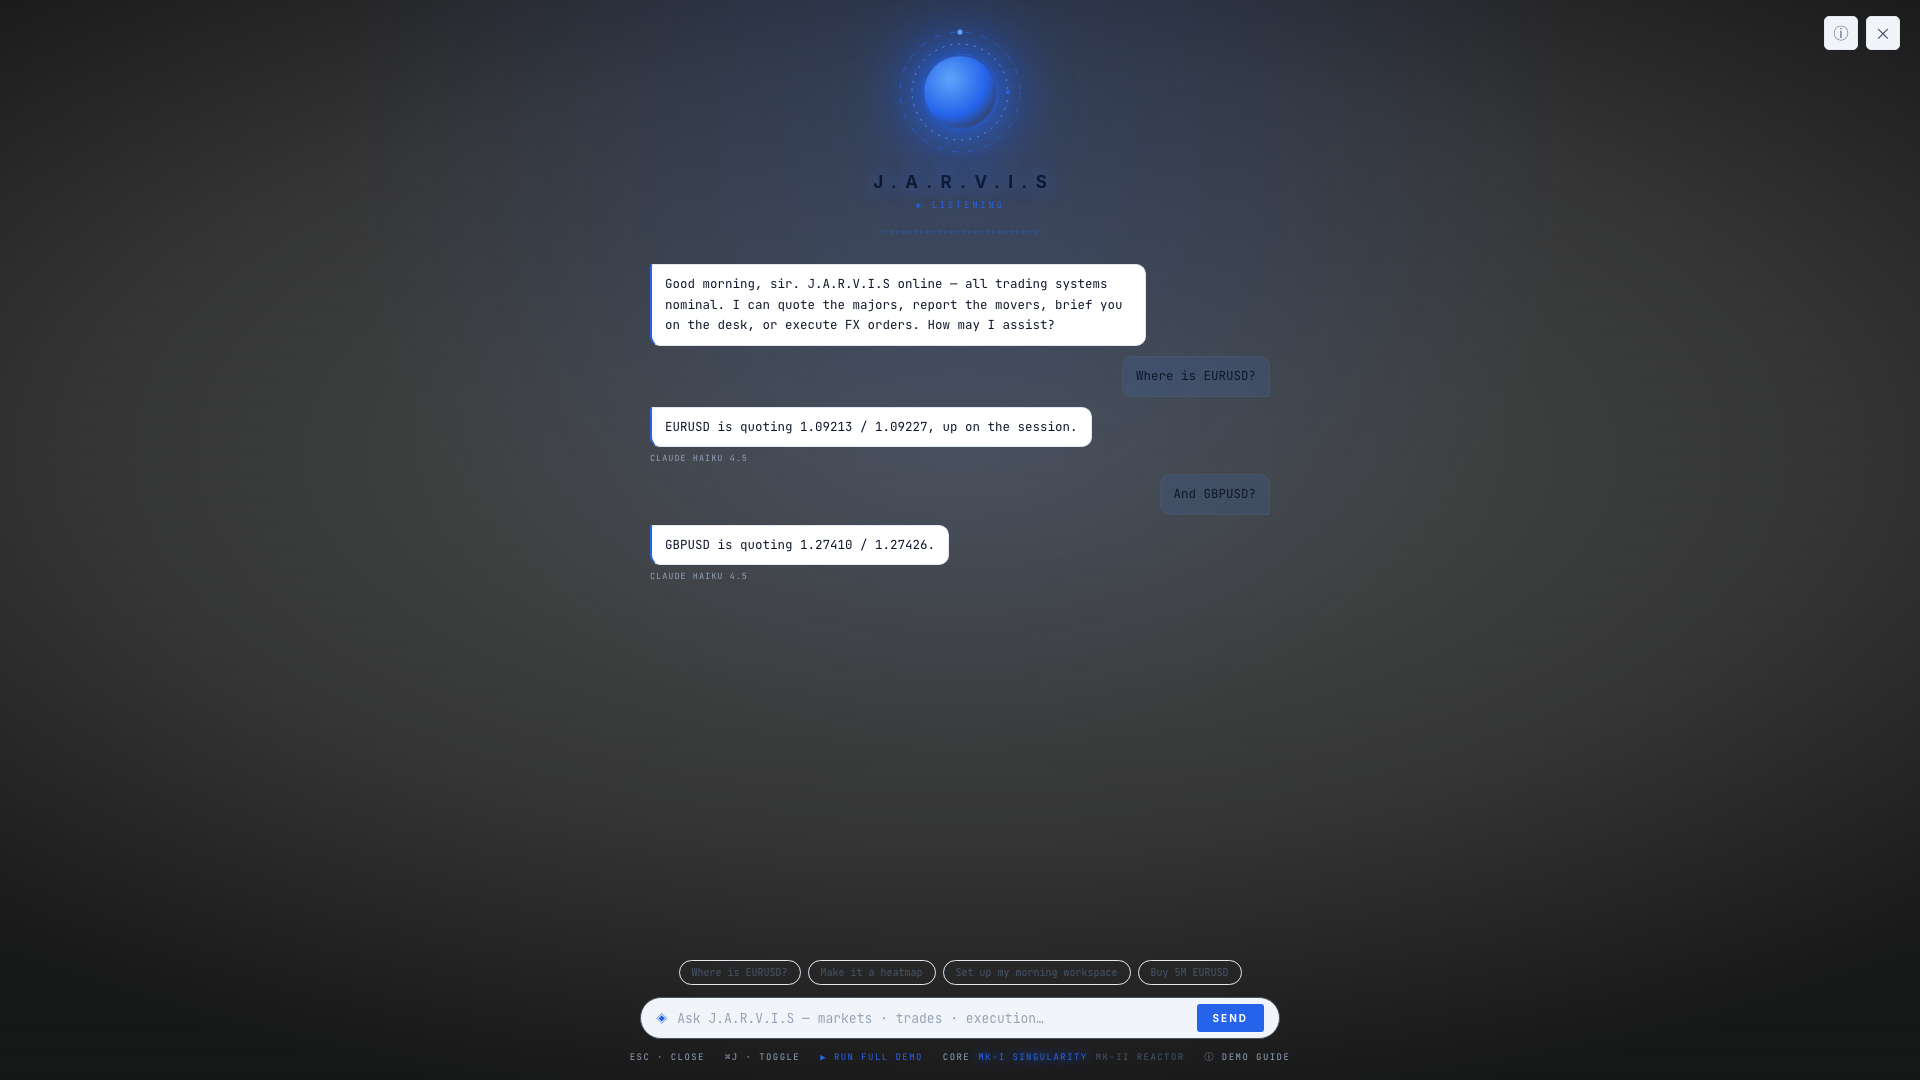 J.A.R.V.I.S
◈ LISTENING
Good morning, sir. J.A.R.V.I.S online — all trading systems
nominal. I can quote the majors, report the movers, brief you
on the desk, or execute FX orders. How may I assist?
Where is EURUSD?
EURUSD is quoting 1.09213 / 1.09227, up on the session.
CLAUDE HAIKU 4.5
And GBPUSD?
GBPUSD is quoting 1.27410 / 1.27426.
CLAUDE HAIKU 4.5
Where is EURUSD? Make it a heatmap Set up my morning workspace Buy 5M EURUSD
◈ Ask J.A.R.V.I.S — markets · trades · execution… SEND
ESC · CLOSE ⌘J · TOGGLE ▶ RUN FULL DEMO CORE MK-I SINGULARITY MK-II REACTOR ⓘ DEMO GUIDE